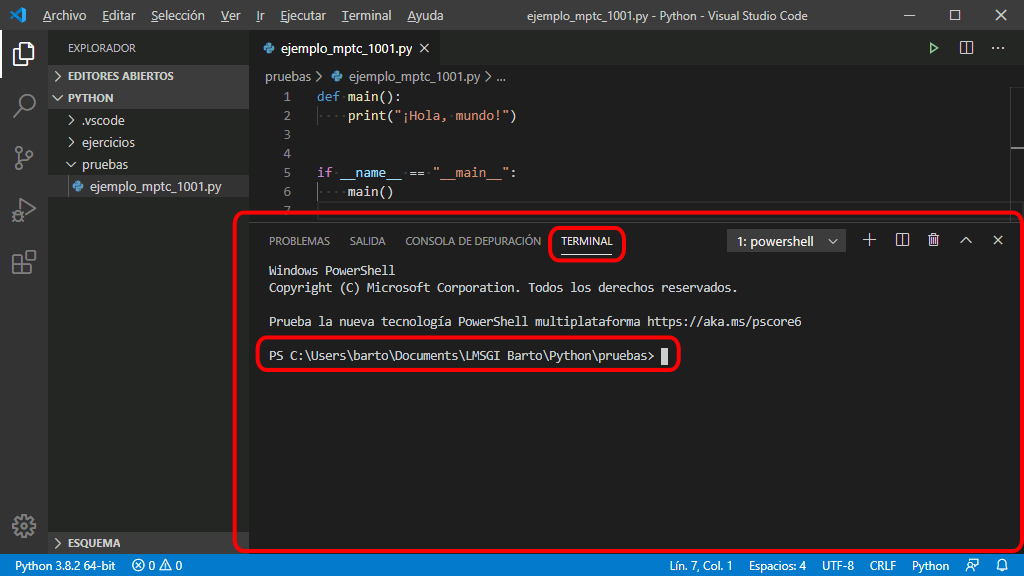 Archivo Editar Selección Ver Ir Ejecutar Terminal Ayuda ejemplo_mptc_1001.py - Python - Visual Studio Code
EXPLORADOR
EDITORES ABIERTOS
PYTHON
.vscode
ejercicios
pruebas
ejemplo_mptc_1001.py
ESQUEMA
ejemplo_mptc_1001.py
pruebas > ejemplo_mptc_1001.py > ...
1 def main():
2 ····print("¡Hola,·mundo!")
3
4
5 if·__name__·==·"__main__":
6 ····main()
7
PROBLEMAS SALIDA CONSOLA DE DEPURACIÓN TERMINAL 1: powershell
Windows PowerShell
Copyright (C) Microsoft Corporation. Todos los derechos reservados.
Prueba la nueva tecnología PowerShell multiplataforma https://aka.ms/pscore6
PS C:\Users\barto\Documents\LMSGI Barto\Python\pruebas>
Python 3.8.2 64-bit 0 0 Lín. 7, Col. 1 Espacios: 4 UTF-8 CRLF Python